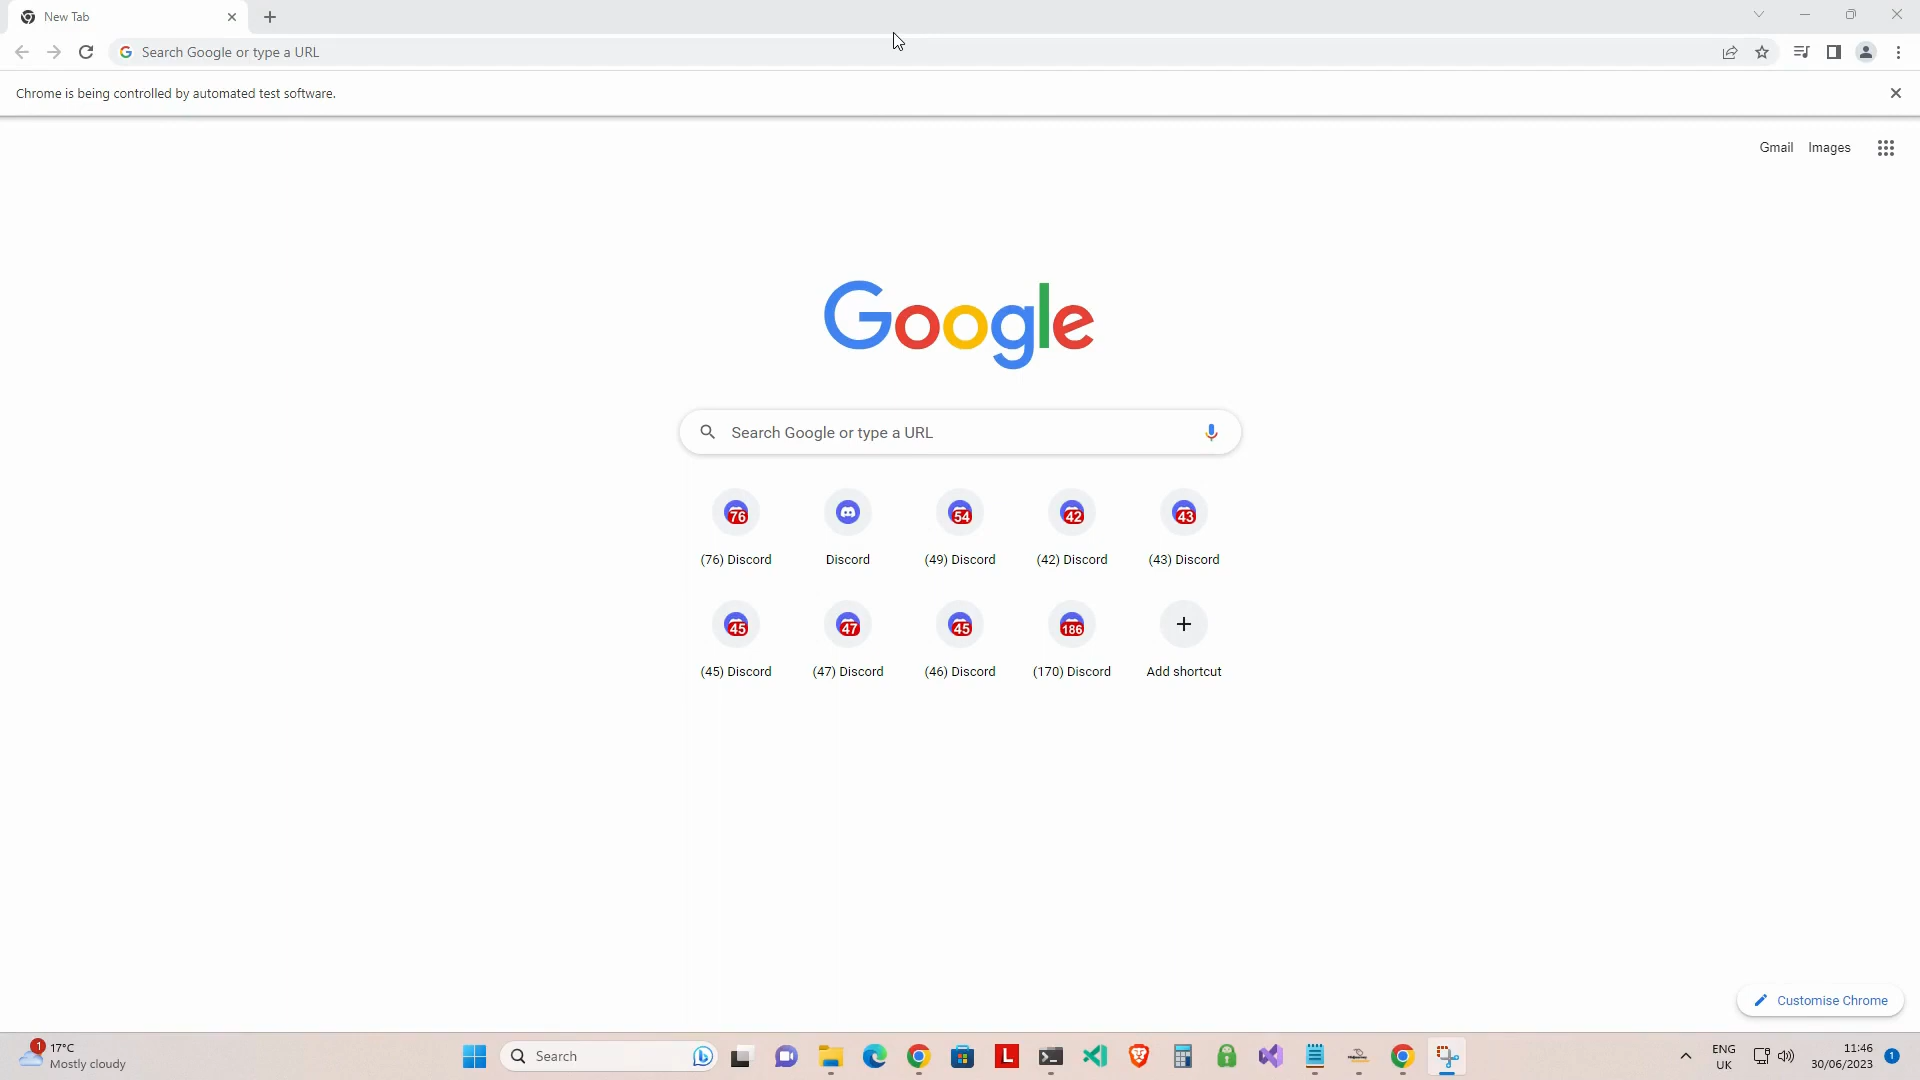 New Tab
Search Google or type a URL
Chrome is being controlled by automated test software.
Gmail Images
Google
Search Google or type a URL
76 54 42 43
(76) Discord Discord (49) Discord (42) Discord (43) Discord
45 47 45 186
(45) Discord (47) Discord (46) Discord (170) Discord Add shortcut
Customise Chrome
1 17°C
Mostly cloudy
Search
L
ENG
UK
11:46
30/06/2023
1